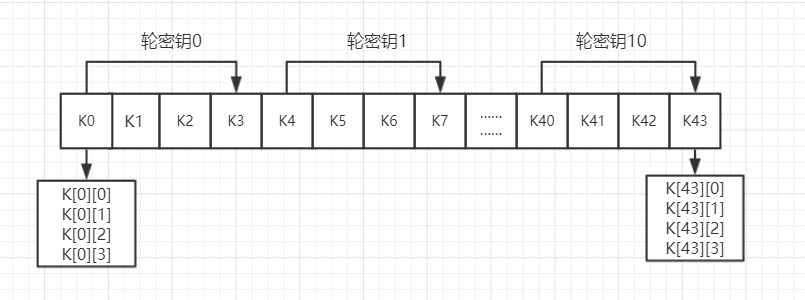 轮密钥0
轮密钥1
轮密钥10
K0
K1
K2
K3
K4
K5
K6
K7
......
......
K40
K41
K42
K43
K[0][0]
K[0][1]
K[0][2]
K[0][3]
K[43][0]
K[43][1]
K[43][2]
K[43][3]